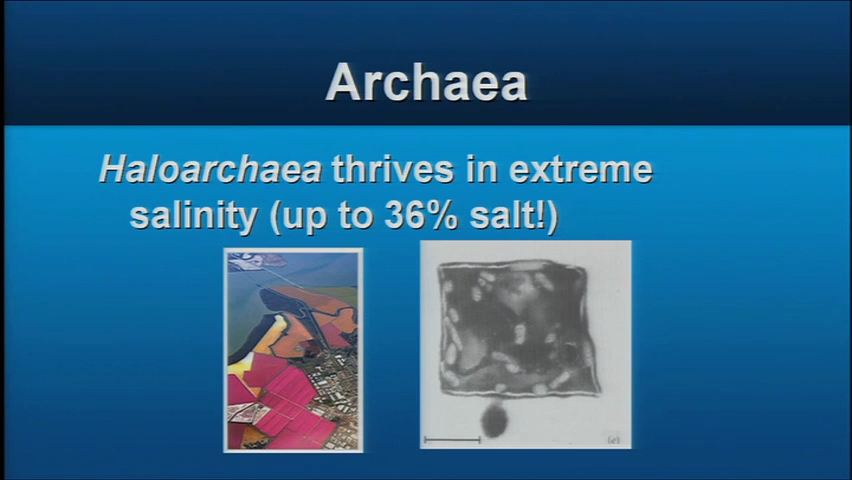 Archaea
Haloarchaea thrives in extreme
salinity (up to 36% salt!)
(e)